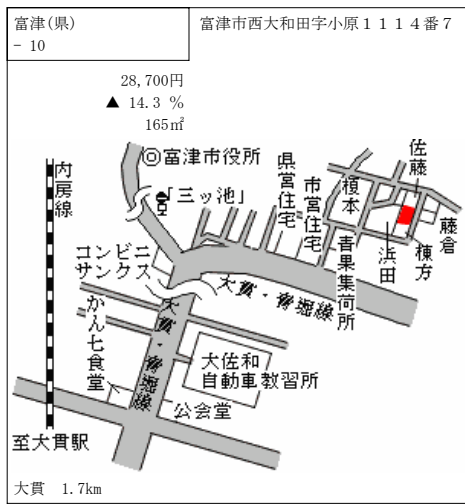 富津(県)
- 10
富津市西大和田字小原１１１４番７
28,700円
▲ 14.3 %
165㎡
内房線
◎富津市役所
「三ッ池」
県営住宅
市営住宅
榎本
青果集荷所
佐藤
藤倉
浜田
棟方
コンビニ
サンクス
大貫・青堀線
大貫・青堀線
かん七食堂
大佐和
自動車教習所
公会堂
至大貫駅
大貫 1.7km